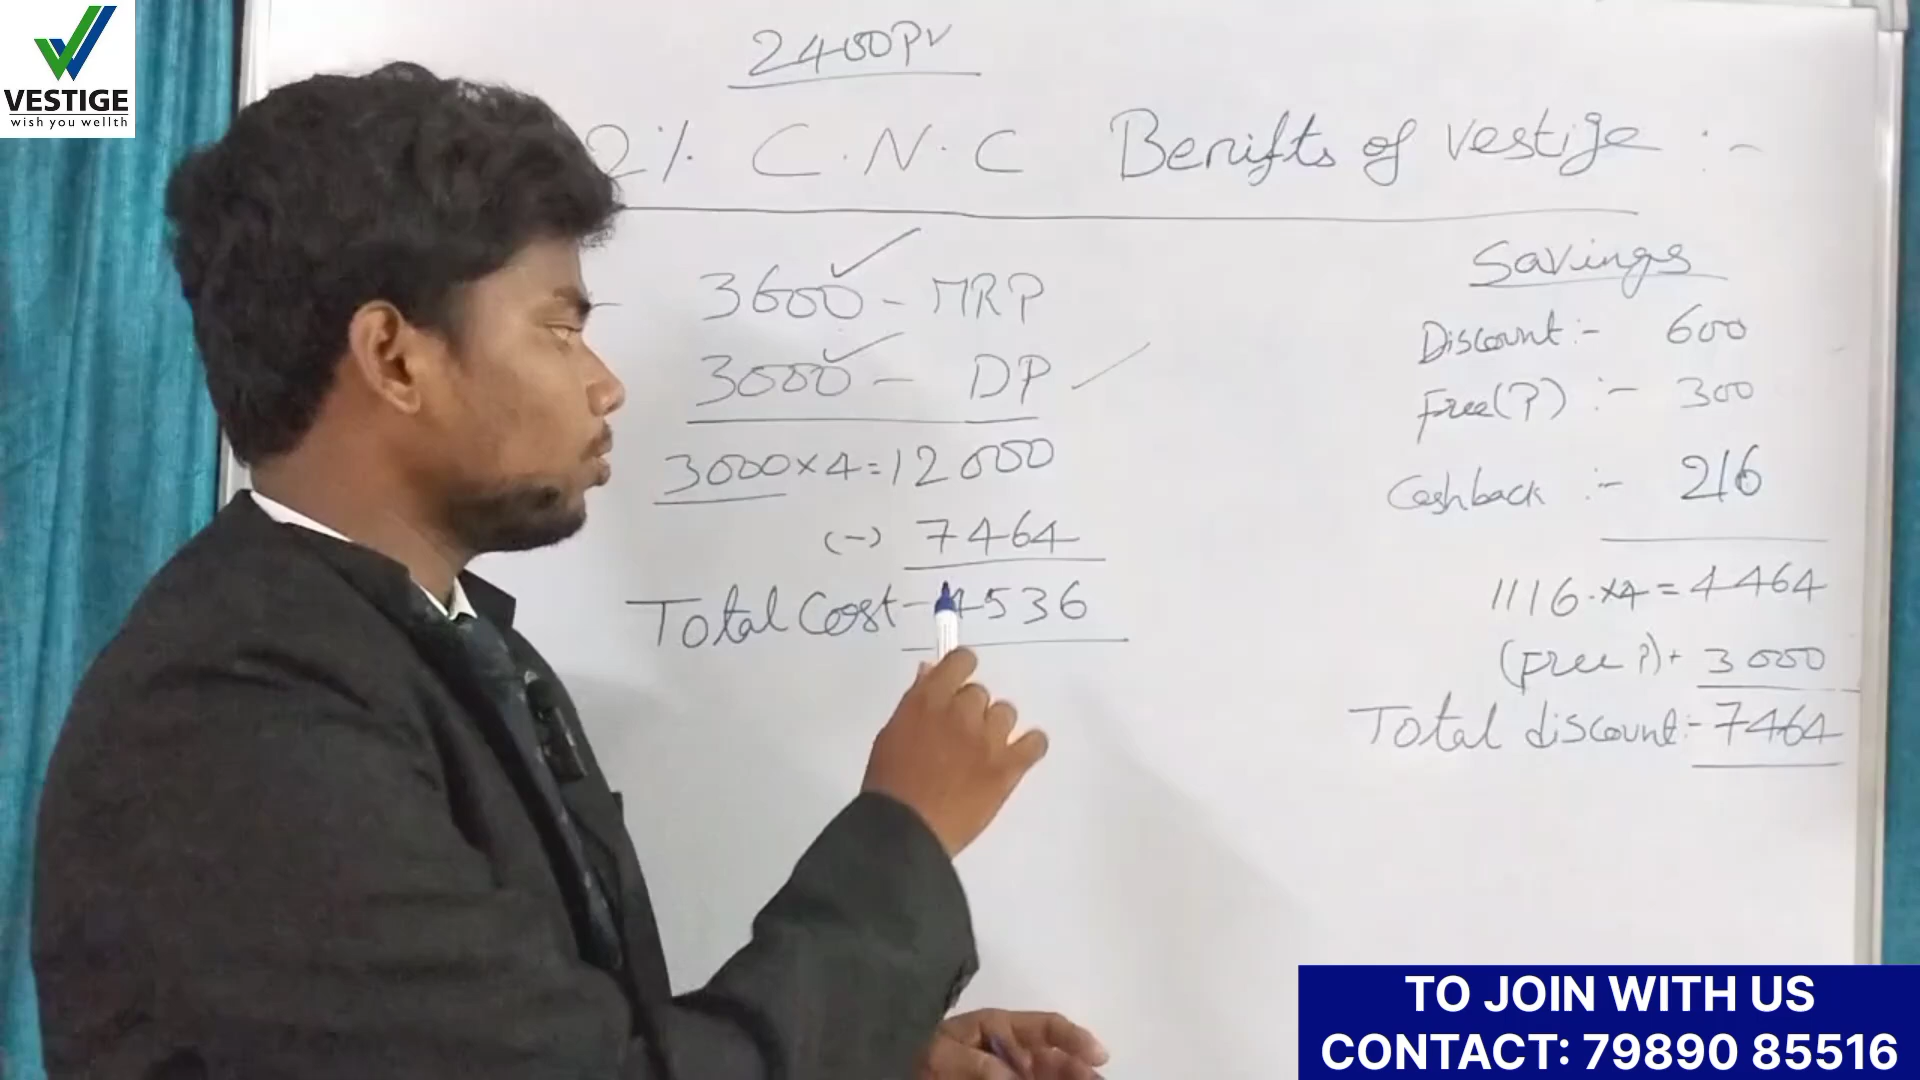 VESTIGE
wish you wellth
2400PV
2% C.N.C Benifts of vestige :-
3600 - MRP
3000 - DP
3000×4=12000
(-) 7464
Total Cost - 4536
Savings
Discount:- 600
Free(P) :- 300
Cashback :- 216
1116.×4=4464
(Free P)+ 3000
Total discount:- 7464
TO JOIN WITH US
CONTACT: 79890 85516